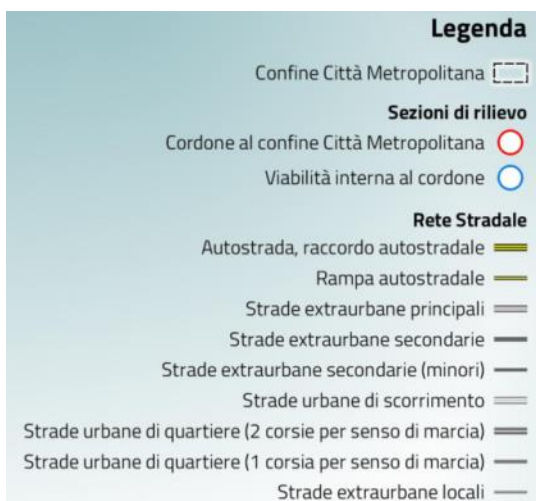 Legenda
Confine Città Metropolitana
Sezioni di rilievo
Cordone al confine Città Metropolitana
Viabilità interna al cordone
Rete Stradale
Autostrada, raccordo autostradale
Rampa autostradale
Strade extraurbane principali
Strade extraurbane secondarie
Strade extraurbane secondarie (minori)
Strade urbane di scorrimento
Strade urbane di quartiere (2 corsie per senso di marcia)
Strade urbane di quartiere (1 corsia per senso di marcia)
Strade extraurbane locali